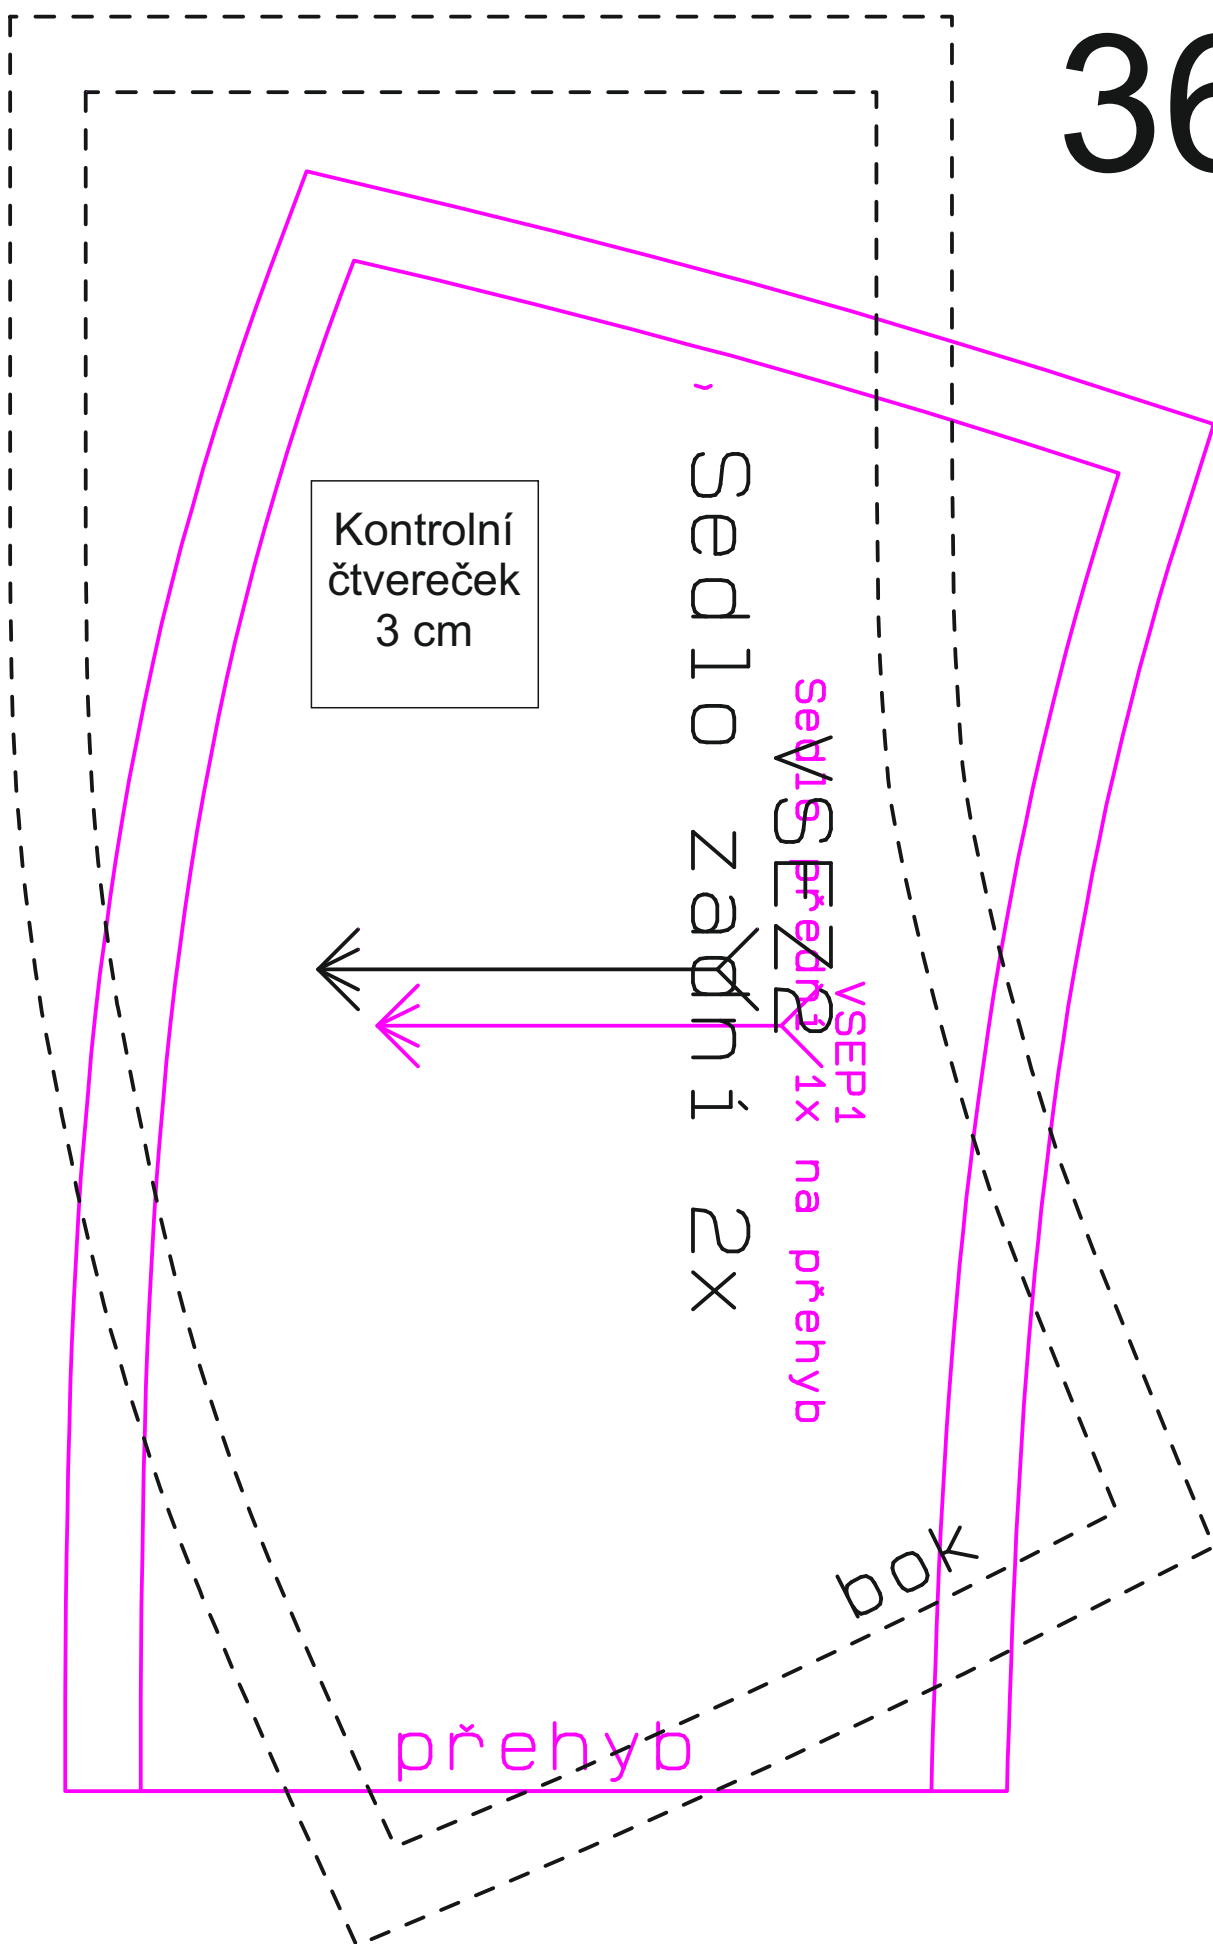 36
Kontrolní
čtvereček
3 cm
Sedlo zadní 2x
VSEZ2
Sedlo přední 1x na přehyb
VSEP1
bok
přehyb